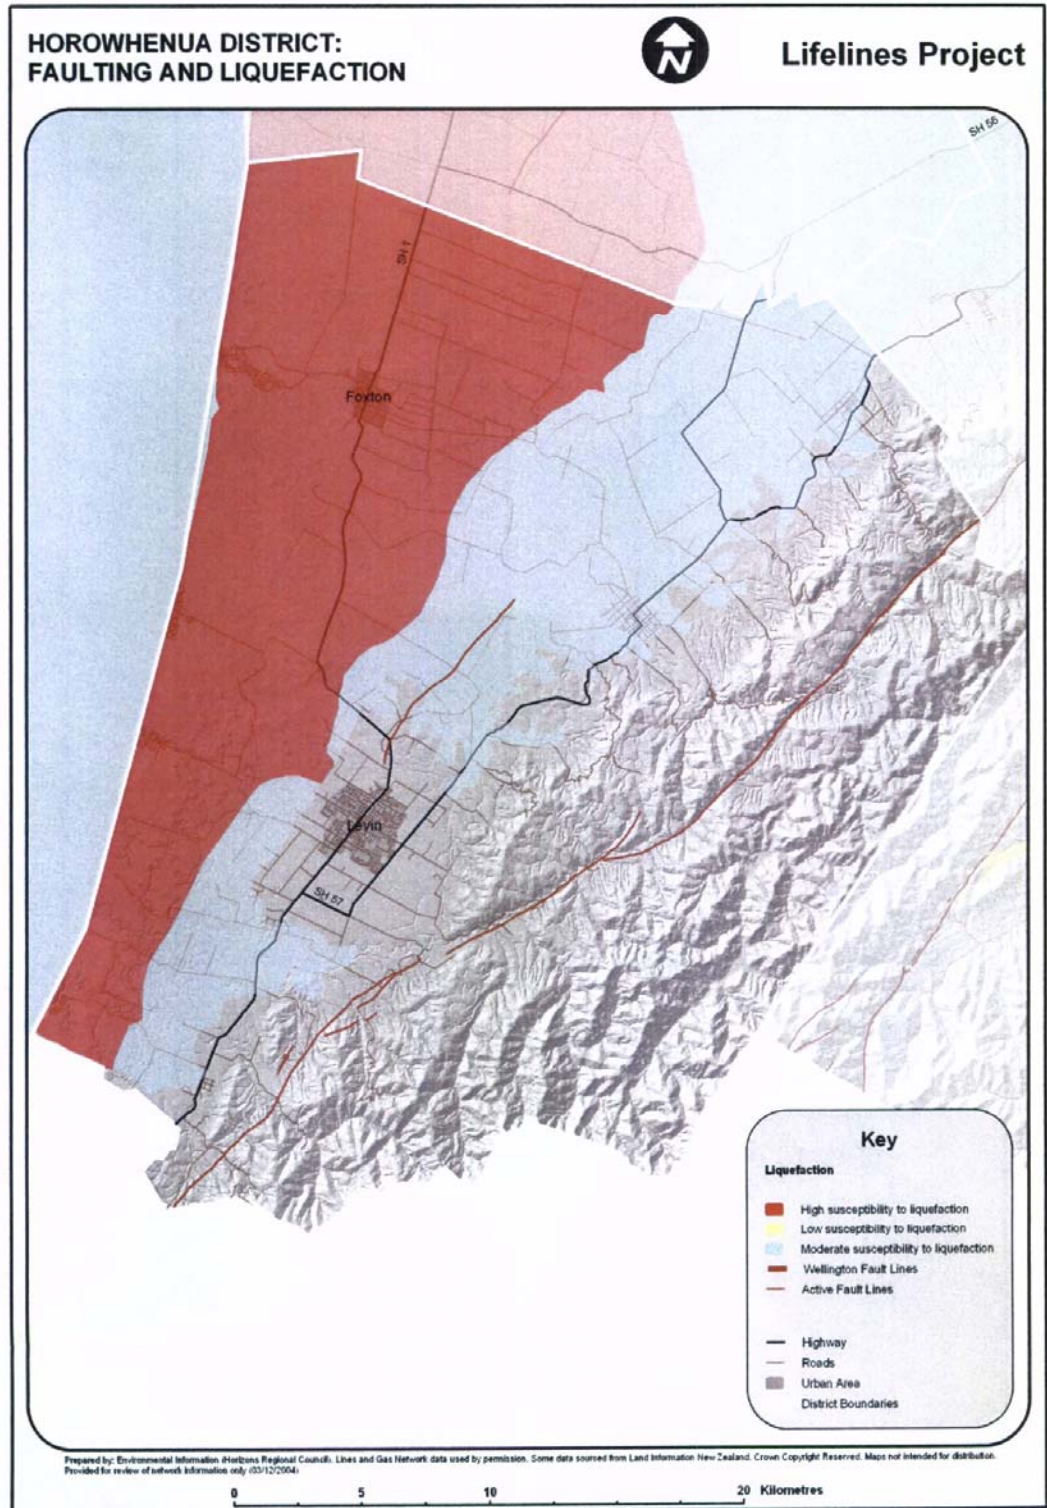 HOROWHENUA DISTRICT:
FAULTING AND LIQUEFACTION
N
Lifelines Project
SH 56
SH 1
Foxton
Levin
SH 57
Key
Liquefaction
High susceptibility to liquefaction
Low susceptibility to liquefaction
Moderate susceptibility to liquefaction
Wellington Fault Lines
Active Fault Lines
Highway
Roads
Urban Area
District Boundaries
Prepared by: Environmental Information (Horizons Regional Council). Lines and Gas Network data used by permission. Some data soursed from Land Information New Zealand. Crown Copyright Reserved. Maps not intended for distribution.
Provided for review of network information only (03/12/2004)
0 5 10 20 Kilometres